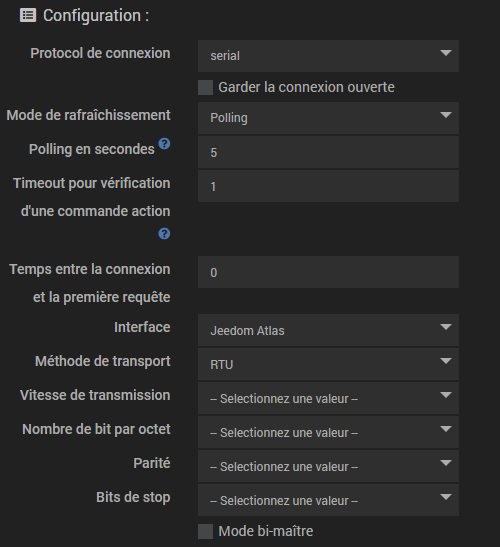 Configuration :
Protocol de connexion serial
Garder la connexion ouverte
Mode de rafraîchissement Polling
Polling en secondes ? 5
Timeout pour vérification 1
d'une commande action
?
Temps entre la connexion 0
et la première requête
Interface Jeedom Atlas
Méthode de transport RTU
Vitesse de transmission -- Selectionnez une valeur --
Nombre de bit par octet -- Selectionnez une valeur --
Parité -- Selectionnez une valeur --
Bits de stop -- Selectionnez une valeur --
Mode bi-maître